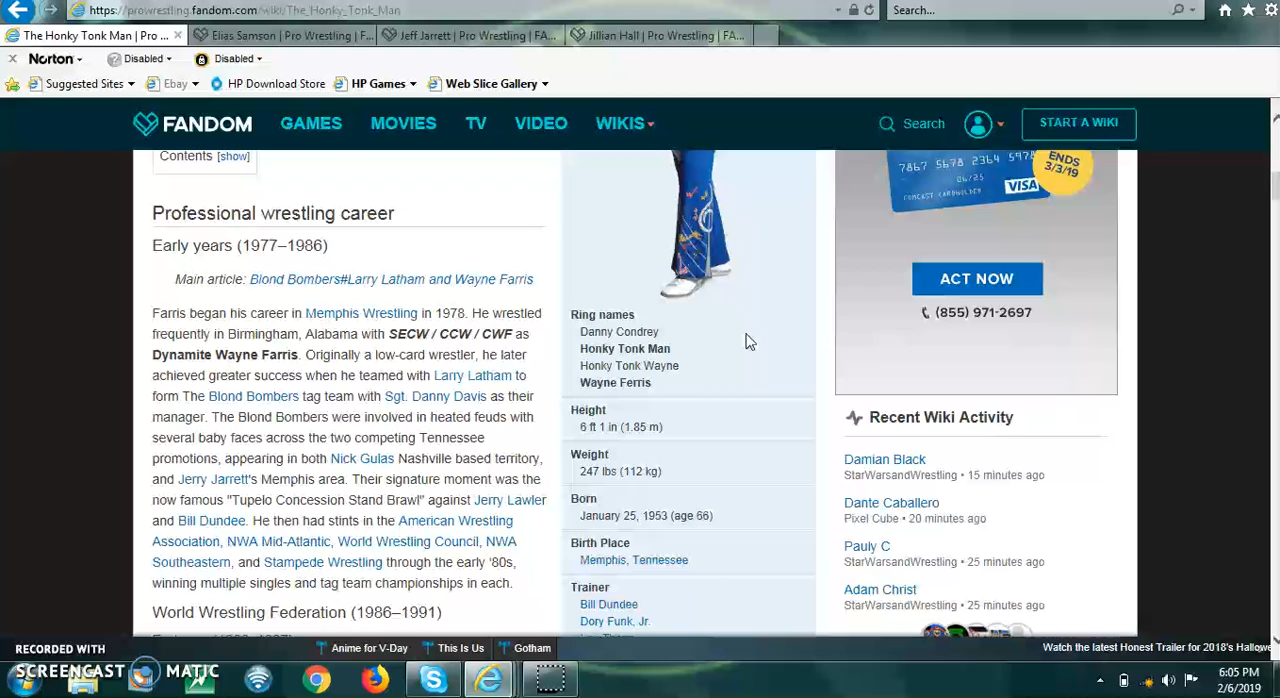 https://prowrestling.fandom.com/wiki/The_Honky_Tonk_Man
Search...
The Honky Tonk Man | Pro ...
Elias Samson | Pro Wrestling | F...
Jeff Jarrett | Pro Wrestling | FA...
Jillian Hall | Pro Wrestling | FA...
Norton
Disabled
Disabled
Suggested Sites
Ebay
HP Download Store
HP Games
Web Slice Gallery
FANDOM
GAMES
MOVIES
TV
VIDEO
WIKIS
Search
START A WIKI
Contents [show]
Professional wrestling career
Early years (1977–1986)
Main article: Blond Bombers#Larry Latham and Wayne Farris
Farris began his career in Memphis Wrestling in 1978. He wrestled
frequently in Birmingham, Alabama with SECW / CCW / CWF as
Dynamite Wayne Farris. Originally a low-card wrestler, he later
achieved greater success when he teamed with Larry Latham to
form The Blond Bombers tag team with Sgt. Danny Davis as their
manager. The Blond Bombers were involved in heated feuds with
several baby faces across the two competing Tennessee
promotions, appearing in both Nick Gulas Nashville based territory,
and Jerry Jarrett's Memphis area. Their signature moment was the
now famous "Tupelo Concession Stand Brawl" against Jerry Lawler
and Bill Dundee. He then had stints in the American Wrestling
Association, NWA Mid-Atlantic, World Wrestling Council, NWA
Southeastern, and Stampede Wrestling through the early '80s,
winning multiple singles and tag team championships in each.
World Wrestling Federation (1986–1991)
Ring names
Danny Condrey
Honky Tonk Man
Honky Tonk Wayne
Wayne Ferris
Height
6 ft 1 in (1.85 m)
Weight
247 lbs (112 kg)
Born
January 25, 1953 (age 66)
Birth Place
Memphis, Tennessee
Trainer
Bill Dundee
Dory Funk, Jr.
7867 5678 2364 5978
06/25
VISA
ENDS
3/3/19
ACT NOW
(855) 971-2697
Recent Wiki Activity
Damian Black
StarWarsandWrestling • 15 minutes ago
Dante Caballero
Pixel Cube • 20 minutes ago
Pauly C
StarWarsandWrestling • 25 minutes ago
Adam Christ
StarWarsandWrestling • 25 minutes ago
RECORDED WITH
SCREENCAST MATIC
Anime for V-Day
This Is Us
Gotham
Watch the latest Honest Trailer for 2018's Hallowe
6:05 PM
2/6/2019